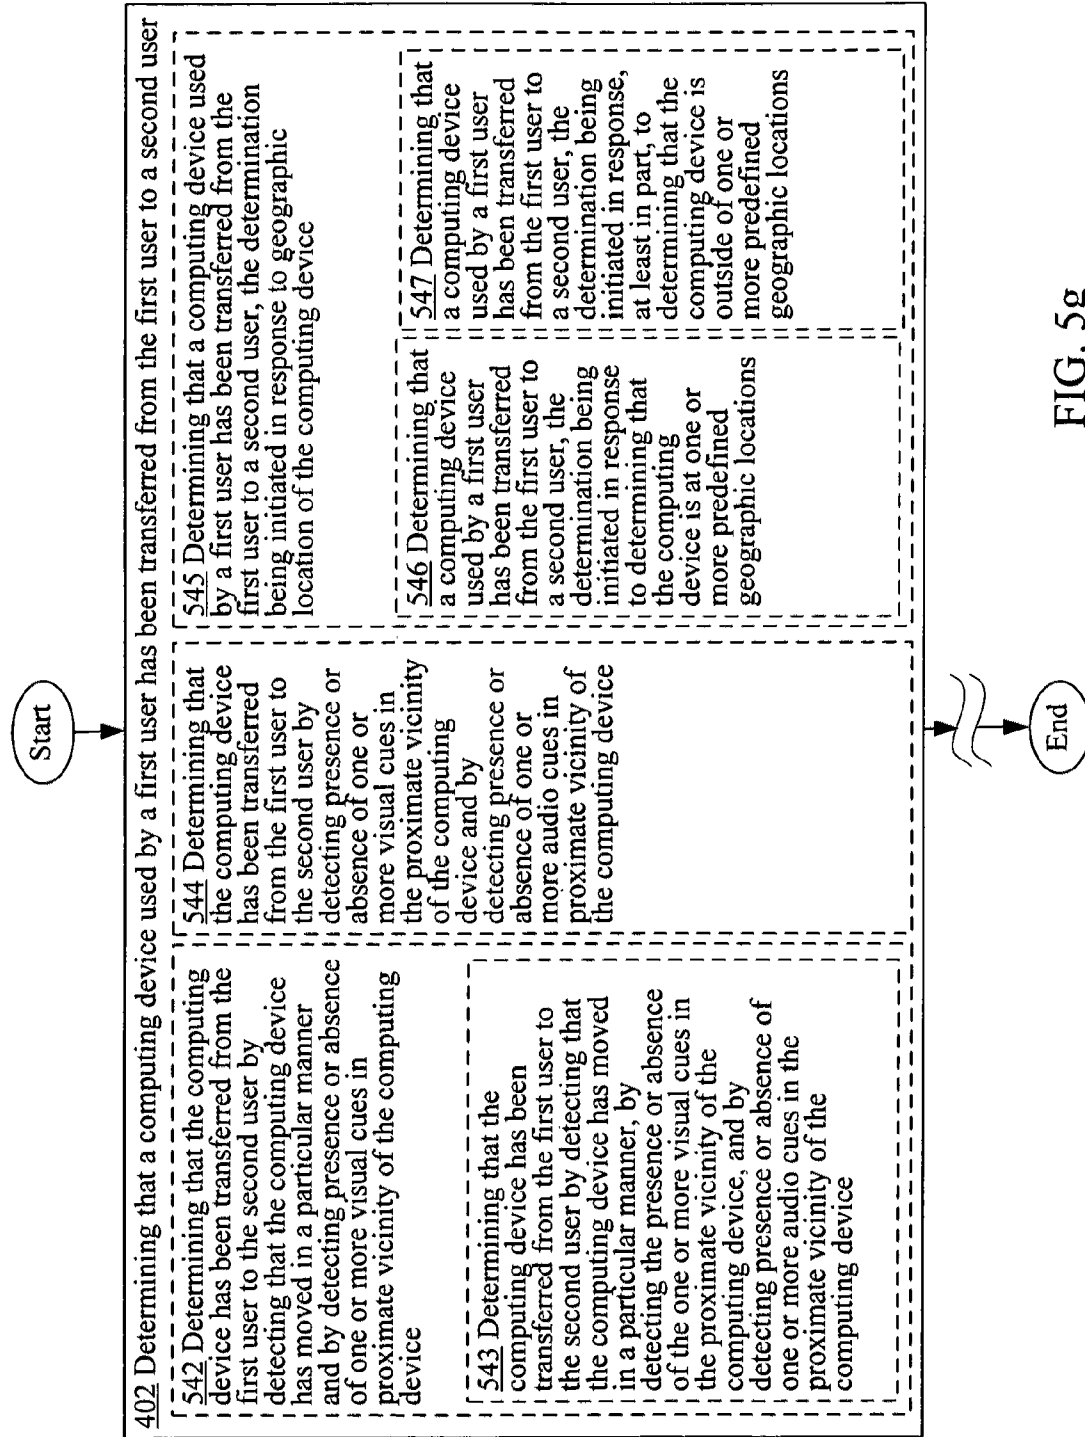 Start
402 Determining that a computing device used by a first user has been transferred from the first user to a second user
542 Determining that the computing
device has been transferred from the
first user to the second user by
detecting that the computing device
has moved in a particular manner
and by detecting presence or absence
of one or more visual cues in
proximate vicinity of the computing
device
543 Determining that the
computing device has been
transferred from the first user to
the second user by detecting that
the computing device has moved
in a particular manner, by
detecting the presence or absence
of the one or more visual cues in
the proximate vicinity of the
computing device, and by
detecting presence or absence of
one or more audio cues in the
proximate vicinity of the
computing device
544 Determining that
the computing device
has been transferred
from the first user to
the second user by
detecting presence or
absence of one or
more visual cues in
the proximate vicinity
of the computing
device and by
detecting presence or
absence of one or
more audio cues in
proximate vicinity of
the computing device
545 Determining that a computing device used
by a first user has been transferred from the
first user to a second user, the determination
being initiated in response to geographic
location of the computing device
546 Determining that
a computing device
used by a first user
has been transferred
from the first user to
a second user, the
determination being
initiated in response
to determining that
the computing
device is at one or
more predefined
geographic locations
547 Determining that
a computing device
used by a first user
has been transferred
from the first user to
a second user, the
determination being
initiated in response,
at least in part, to
determining that the
computing device is
outside of one or
more predefined
geographic locations
End
FIG. 5g